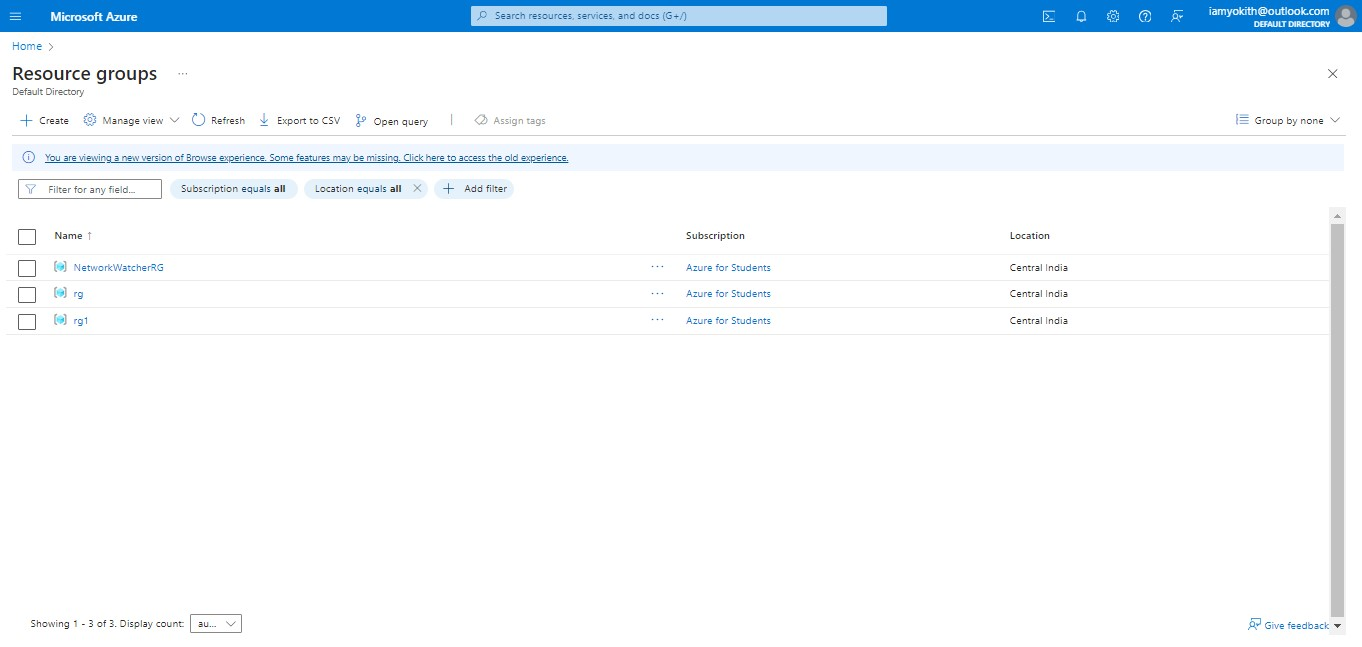 Microsoft Azure
Search resources, services, and docs (G+/)
iamyokith@outlook.com
DEFAULT DIRECTORY
Home
Resource groups
Default Directory
Create Manage view Refresh Export to CSV Open query Assign tags Group by none
You are viewing a new version of Browse experience. Some features may be missing. Click here to access the old experience.
Filter for any field... Subscription equals all Location equals all Add filter
Name ↑ Subscription Location
NetworkWatcherRG Azure for Students Central India
rg Azure for Students Central India
rg1 Azure for Students Central India
Showing 1 - 3 of 3. Display count: au...
Give feedback